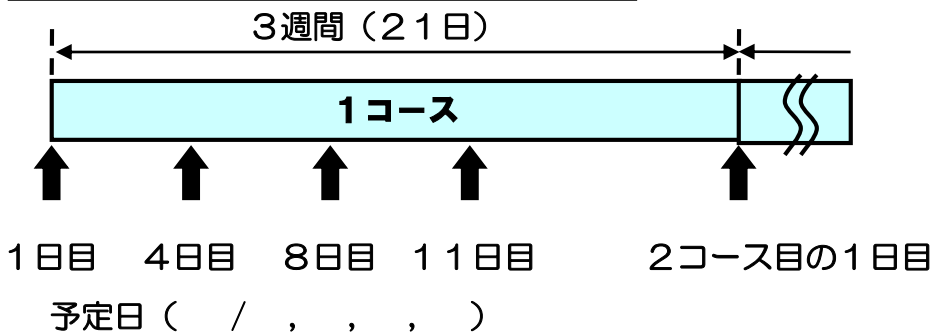 ３週間（２１日）
１コース
１日目　４日目　８日目　１１日目　２コース目の１日目
予定日（　／　，　，　，　）